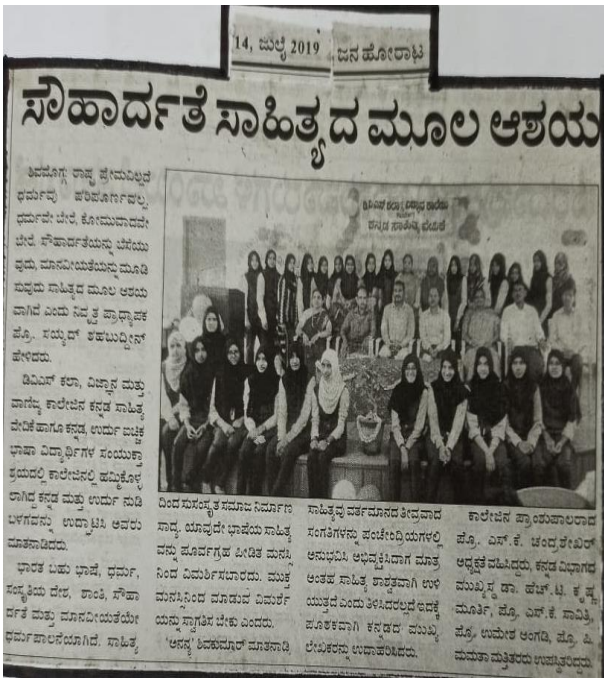 14, ಜುಲೈ 2019
ಜನ ಹೋರಾಟ
ಸೌಹಾರ್ದತೆ ಸಾಹಿತ್ಯದ ಮೂಲ ಆಶಯ
ಶಿವಮೊಗ್ಗ: ರಾಷ್ಟ್ರ ಪ್ರೇಮವಿಲ್ಲದೆ
ಧರ್ಮವು ಪರಿಪೂರ್ಣವಲ್ಲ.
ಧರ್ಮವೇ ಬೇರೆ, ಕೋಮುವಾದವೇ
ಬೇರೆ. ಸೌಹಾರ್ದತೆಯನ್ನು ಬೆಸೆಯು
ವುದು, ಮಾನವೀಯತೆಯನ್ನು ಮೂಡಿ
ಸುವುದು ಸಾಹಿತ್ಯದ ಮೂಲ ಆಶಯ
ವಾಗಿದೆ ಎಂದು ನಿವೃತ್ತ ಪ್ರಾಧ್ಯಾಪಕ
ಪ್ರೊ. ಸಯ್ಯದ್ ಶಹಬುದ್ದೀನ್
ಹೇಳಿದರು.
ಡಿವಿಎಸ್ ಕಲಾ, ವಿಜ್ಞಾನ ಮತ್ತು
ವಾಣಿಜ್ಯ ಕಾಲೇಜಿನ ಕನ್ನಡ ಸಾಹಿತ್ಯ
ವೇದಿಕೆ ಹಾಗೂ ಕನ್ನಡ, ಉರ್ದು ಐಚ್ಛಿಕ
ಭಾಷಾ ವಿದ್ಯಾರ್ಥಿಗಳ ಸಂಯುಕ್ತಾ
ಶ್ರಯದಲ್ಲಿ ಕಾಲೇಜಿನಲ್ಲಿ ಹಮ್ಮಿಕೊಳ್ಳ
ಲಾಗಿದ್ದ ಕನ್ನಡ ಮತ್ತು ಉರ್ದು ನುಡಿ
ಬಳಗವನ್ನು ಉದ್ಘಾಟಿಸಿ ಅವರು
ಮಾತನಾಡಿದರು.
ಭಾರತ ಬಹು ಭಾಷೆ, ಧರ್ಮ,
ಸಂಸ್ಕೃತಿಯ ದೇಶ, ಶಾಂತಿ, ಸೌಹಾ
ರ್ದತೆ ಮತ್ತು ಮಾನವೀಯತೆಯೇ
ಧರ್ಮಪಾಲನೆಯಾಗಿದೆ. ಸಾಹಿತ್ಯ
ಕನ್ನಡ ಸಾಹಿತ್ಯ ವೇದಿಕೆ
ದಿಂದ ಸುಸಂಸ್ಕೃತ ಸಮಾಜ ನಿರ್ಮಾಣ
ಸಾಧ್ಯ. ಯಾವುದೇ ಭಾಷೆಯ ಸಾಹಿತ್ಯ
ವನ್ನು ಪೂರ್ವಗ್ರಹ ಪೀಡಿತ ಮನಸ್ಸಿ
ನಿಂದ ವಿಮರ್ಶಿಸಬಾರದು. ಮುಕ್ತ
ಮನಸಿನಿಂದ ಮಾಡುವ ವಿಮರ್ಶೆ
ಯನ್ನು ಸ್ವಾಗತಿಸ ಬೇಕು ಎಂದರು.
'ಅನನ್ಯ' ಶಿವಕುಮಾರ್ ಮಾತನಾಡಿ
ಸಾಹಿತ್ಯವು ವರ್ತಮಾನದ ತೀವ್ರವಾದ
ಸಂಗತಿಗಳನ್ನು ಪಂಚೇಂದ್ರಿಯಗಳಲ್ಲಿ
ಅನುಭವಿಸಿ ಅಭಿವ್ಯಕ್ತಿಸಿದಾಗ ಮಾತ್ರ
ಅಂತಹ ಸಾಹಿತ್ಯ ಶಾಶ್ವತವಾಗಿ ಉಳಿ
ಯುತ್ತದೆ ಎಂದು ತಿಳಿಸಿದರಲ್ಲದೆ ಇದಕ್ಕೆ
ಪೂರಕವಾಗಿ ಕನ್ನಡದ ಮುಖ್ಯ
ಲೇಖಕರನ್ನು ಉದಾಹರಿಸಿದರು.
ಕಾಲೇಜಿನ ಪ್ರಾಂಶುಪಾಲರಾದ
ಪ್ರೊ. ಎಸ್.ಕೆ. ಚಂದ್ರಶೇಖರ್
ಅಧ್ಯಕ್ಷತೆ ವಹಿಸಿದ್ದರು, ಕನ್ನಡ ವಿಭಾಗದ
ಮುಖ್ಯಸ್ಥ ಡಾ. ಹೆಚ್.ಟಿ. ಕೃಷ್ಣ
ಮೂರ್ತಿ, ಪ್ರೊ. ಎಸ್.ಕೆ. ಸಾವಿತ್ರಿ,
ಪ್ರೊ. ಉಮೇಶ ಅಂಗಡಿ, ಪ್ರೊ. ಪಿ.
ಮಮತಾ ಮತ್ತಿತರರು ಉಪಸ್ಥಿತರಿದ್ದರು.